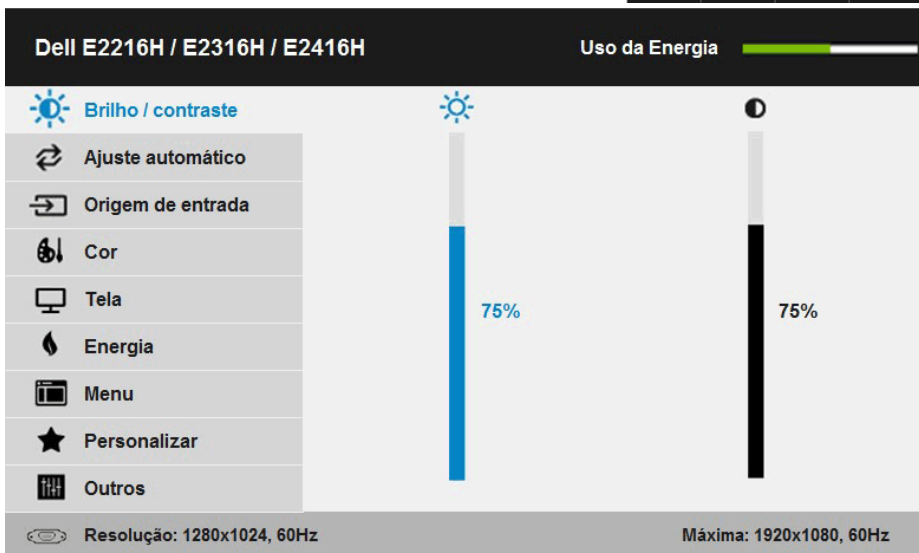 Dell E2216H / E2316H / E2416H
Uso da Energia
Brilho / contraste
Ajuste automático
Origem de entrada
Cor
Tela
75%
75%
Energia
Menu
Personalizar
Outros
Resolução: 1280x1024, 60Hz
Máxima: 1920x1080, 60Hz